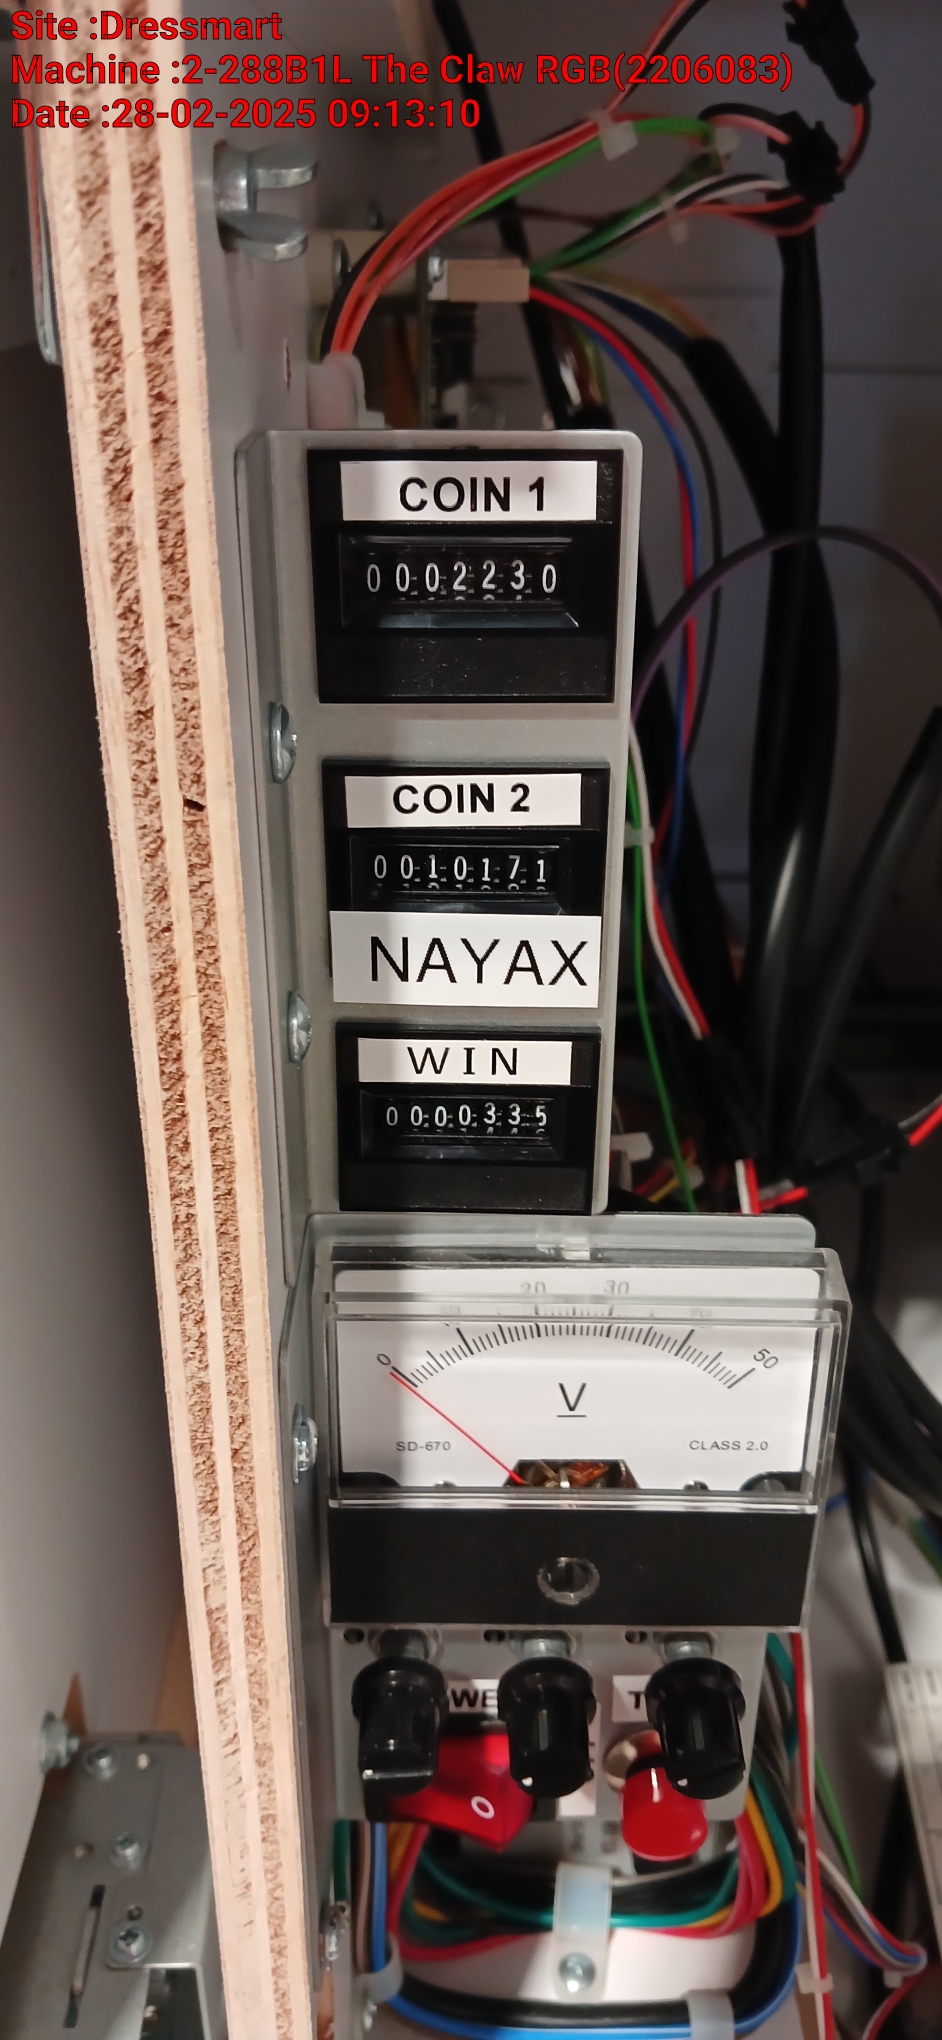 Site :Dressmart
Machine :2-288B1L The Claw RGB(2206083)
Date :28-02-2025 09:13:10
COIN 1
0002230
COIN 2
0010171
NAYAX
WIN
0000335
20 30
0 50
V
SD-670 CLASS 2.0